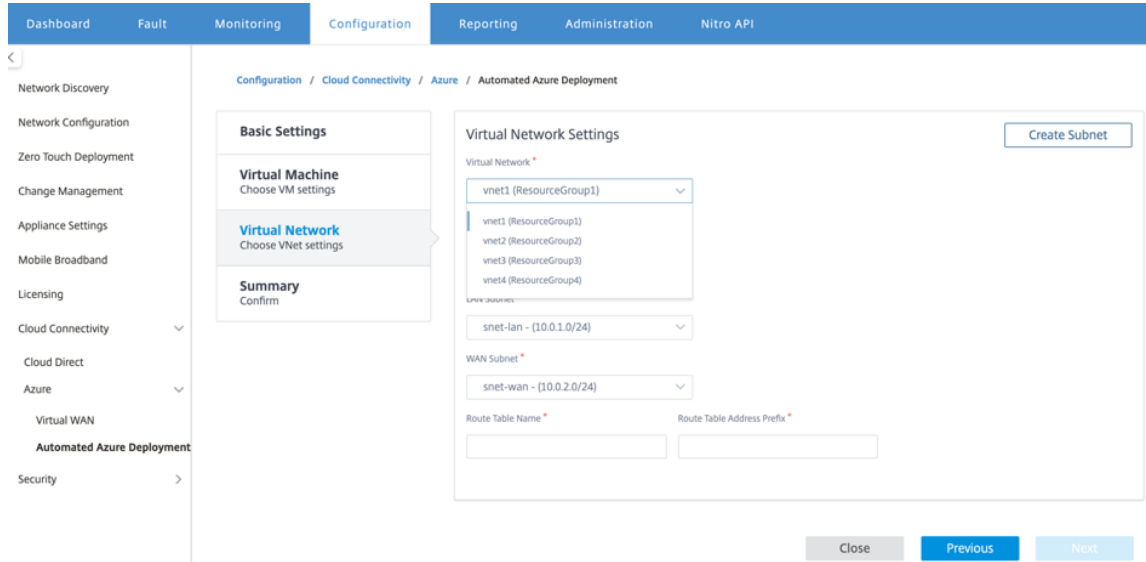 Dashboard Fault Monitoring Configuration Reporting Administration Nitro API
Network Discovery
Network Configuration
Zero Touch Deployment
Change Management
Appliance Settings
Mobile Broadband
Licensing
Cloud Connectivity
Cloud Direct
Azure
Virtual WAN
Automated Azure Deployment
Security
Configuration / Cloud Connectivity / Azure / Automated Azure Deployment
Basic Settings
Virtual Machine
Choose VM settings
Virtual Network
Choose VNet settings
Summary
Confirm
Virtual Network Settings
Create Subnet
Virtual Network *
vnet1 (ResourceGroup1)
vnet1 (ResourceGroup1)
vnet2 (ResourceGroup2)
vnet3 (ResourceGroup3)
vnet4 (ResourceGroup4)
LAN Subnet
snet-lan - (10.0.1.0/24)
WAN Subnet *
snet-wan - (10.0.2.0/24)
Route Table Name * Route Table Address Prefix *
Close Previous Next